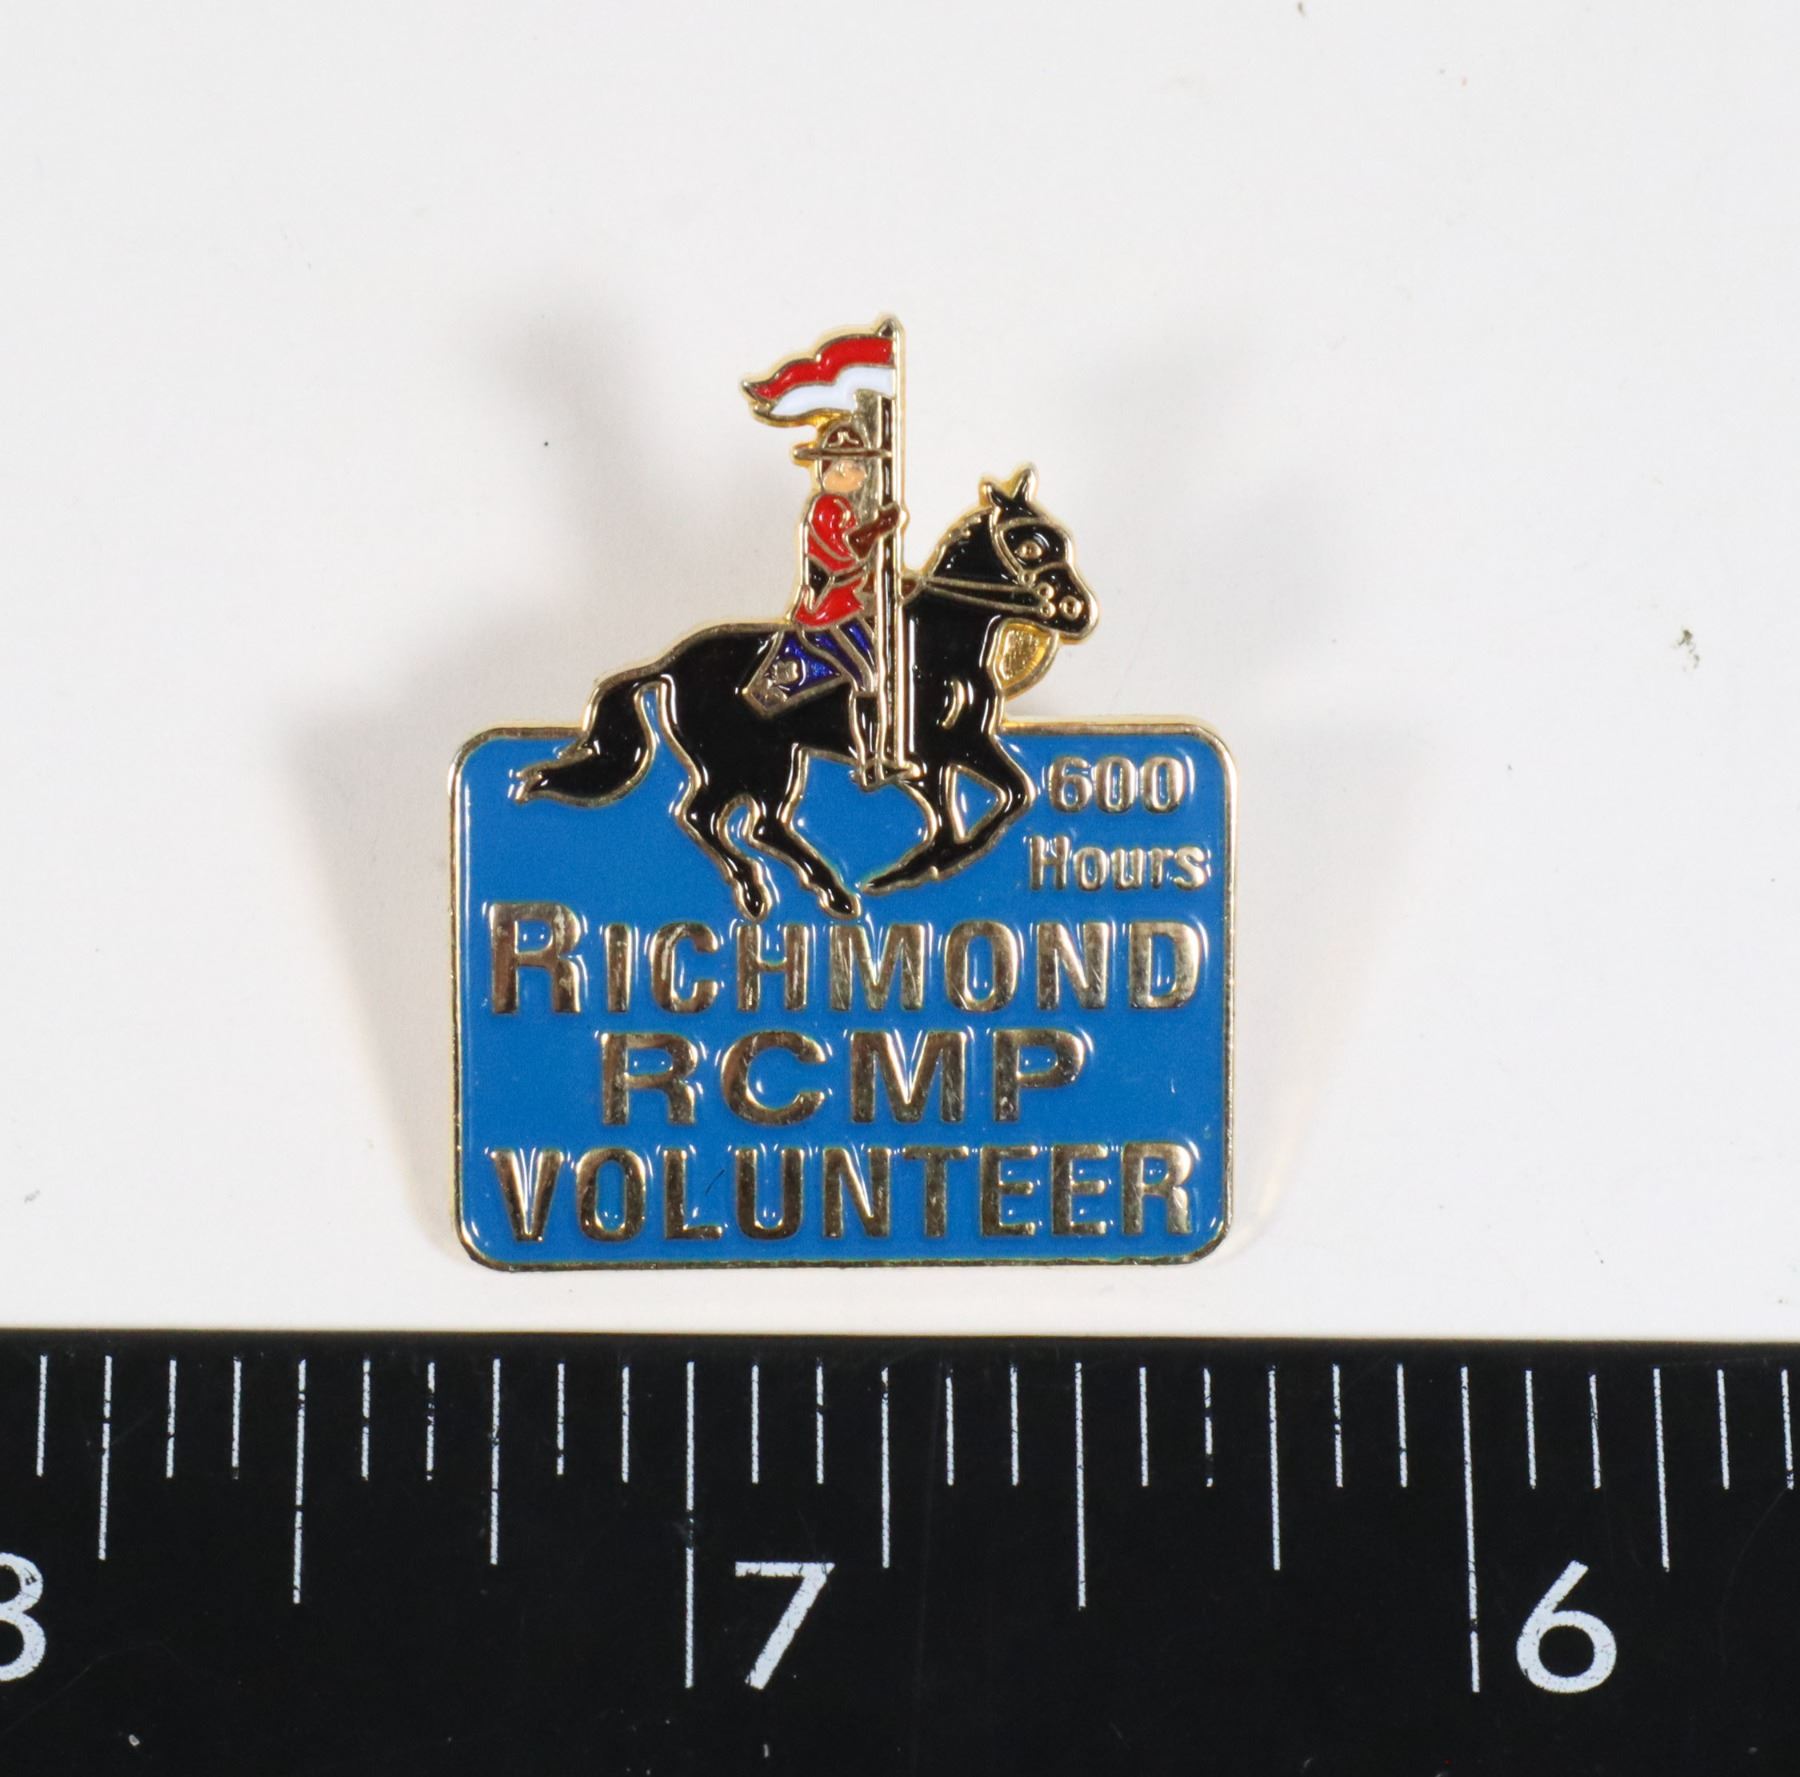 600
Hours
RICHMOND
RCMP
VOLUNTEER
8 7 6